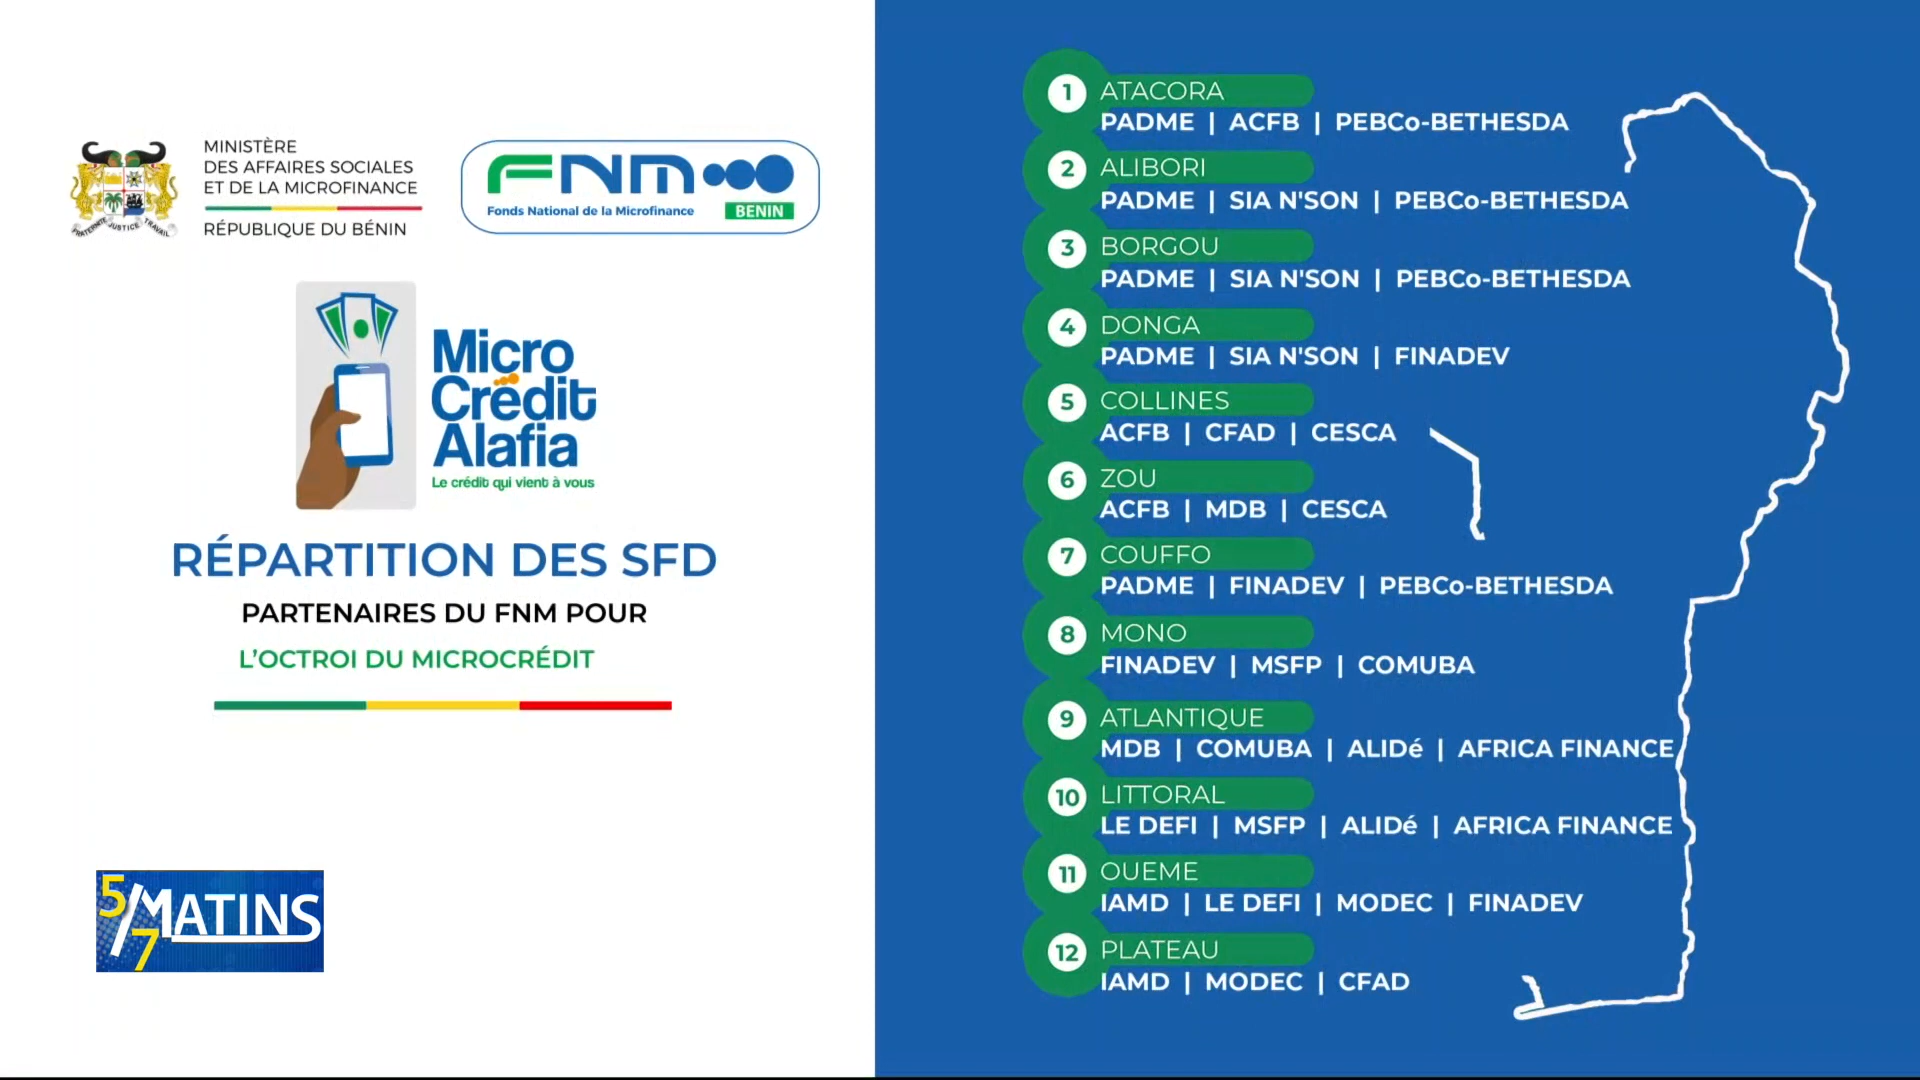 MINISTÈRE
DES AFFAIRES SOCIALES
ET DE LA MICROFINANCE
RÉPUBLIQUE DU BÉNIN
FRATERNITE JUSTICE TRAVAIL
FNM
Fonds National de la Microfinance
BENIN
Micro
Crédit
Alafia
Le crédit qui vient à vous
RÉPARTITION DES SFD
PARTENAIRES DU FNM POUR
L'OCTROI DU MICROCRÉDIT
5/7 MATINS
1 ATACORA
PADME | ACFB | PEBCo-BETHESDA
2 ALIBORI
PADME | SIA N'SON | PEBCo-BETHESDA
3 BORGOU
PADME | SIA N'SON | PEBCo-BETHESDA
4 DONGA
PADME | SIA N'SON | FINADEV
5 COLLINES
ACFB | CFAD | CESCA
6 ZOU
ACFB | MDB | CESCA
7 COUFFO
PADME | FINADEV | PEBCo-BETHESDA
8 MONO
FINADEV | MSFP | COMUBA
9 ATLANTIQUE
MDB | COMUBA | ALIDé | AFRICA FINANCE
10 LITTORAL
LE DEFI | MSFP | ALIDé | AFRICA FINANCE
11 OUEME
IAMD | LE DEFI | MODEC | FINADEV
12 PLATEAU
IAMD | MODEC | CFAD